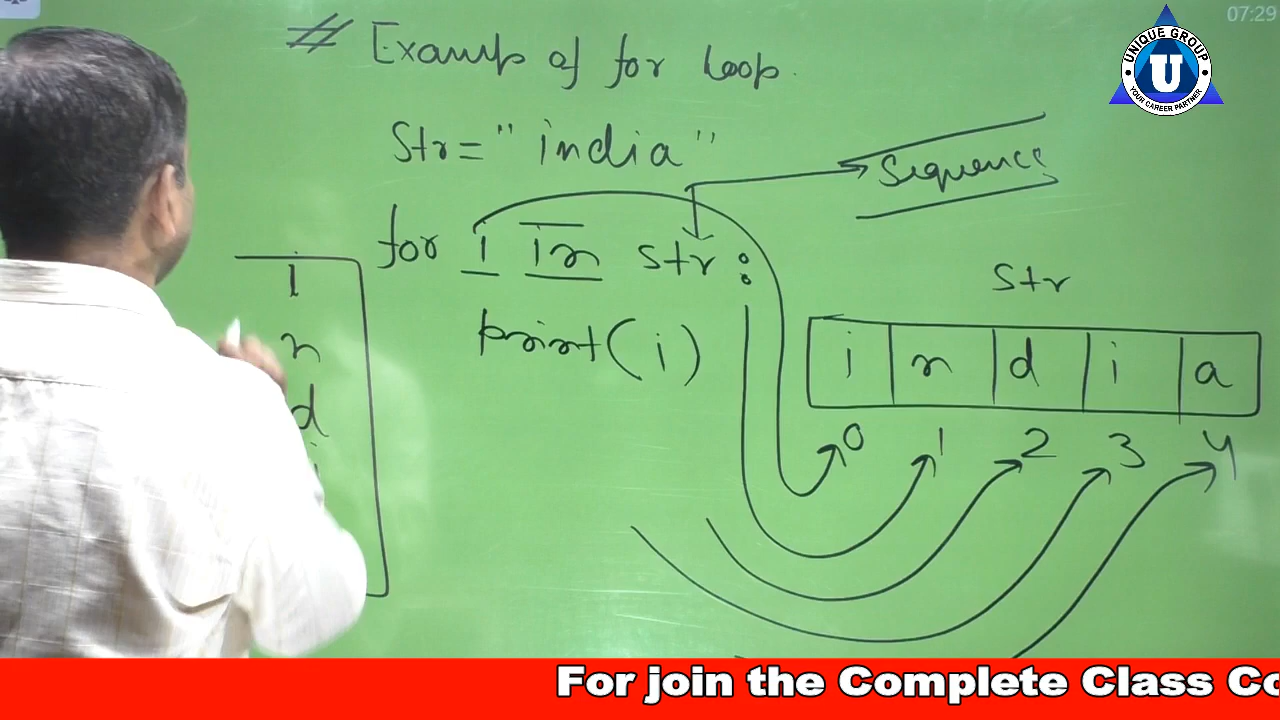 07:29
UNIQUE GROUP
U
YOUR CAREER PARTNER
// Examp of for Loop.
Str= "india"
Sequence
for i in str :
print(i)
i
n
d
i
Str
i n d i a
0 1 2 3 4
For join the Complete Class Co